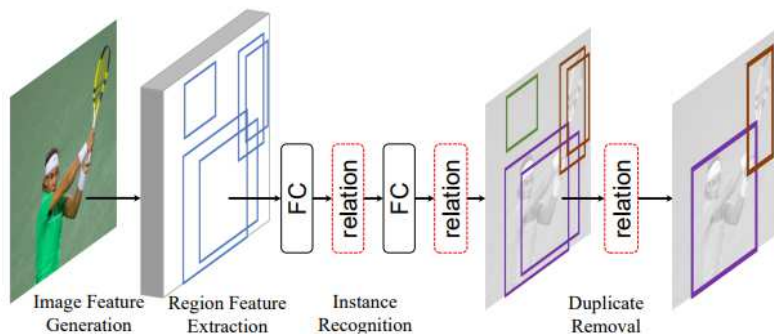 FC
relation
FC
relation
relation
Image Feature
Generation
Region Feature
Extraction
Instance
Recognition
Duplicate
Removal